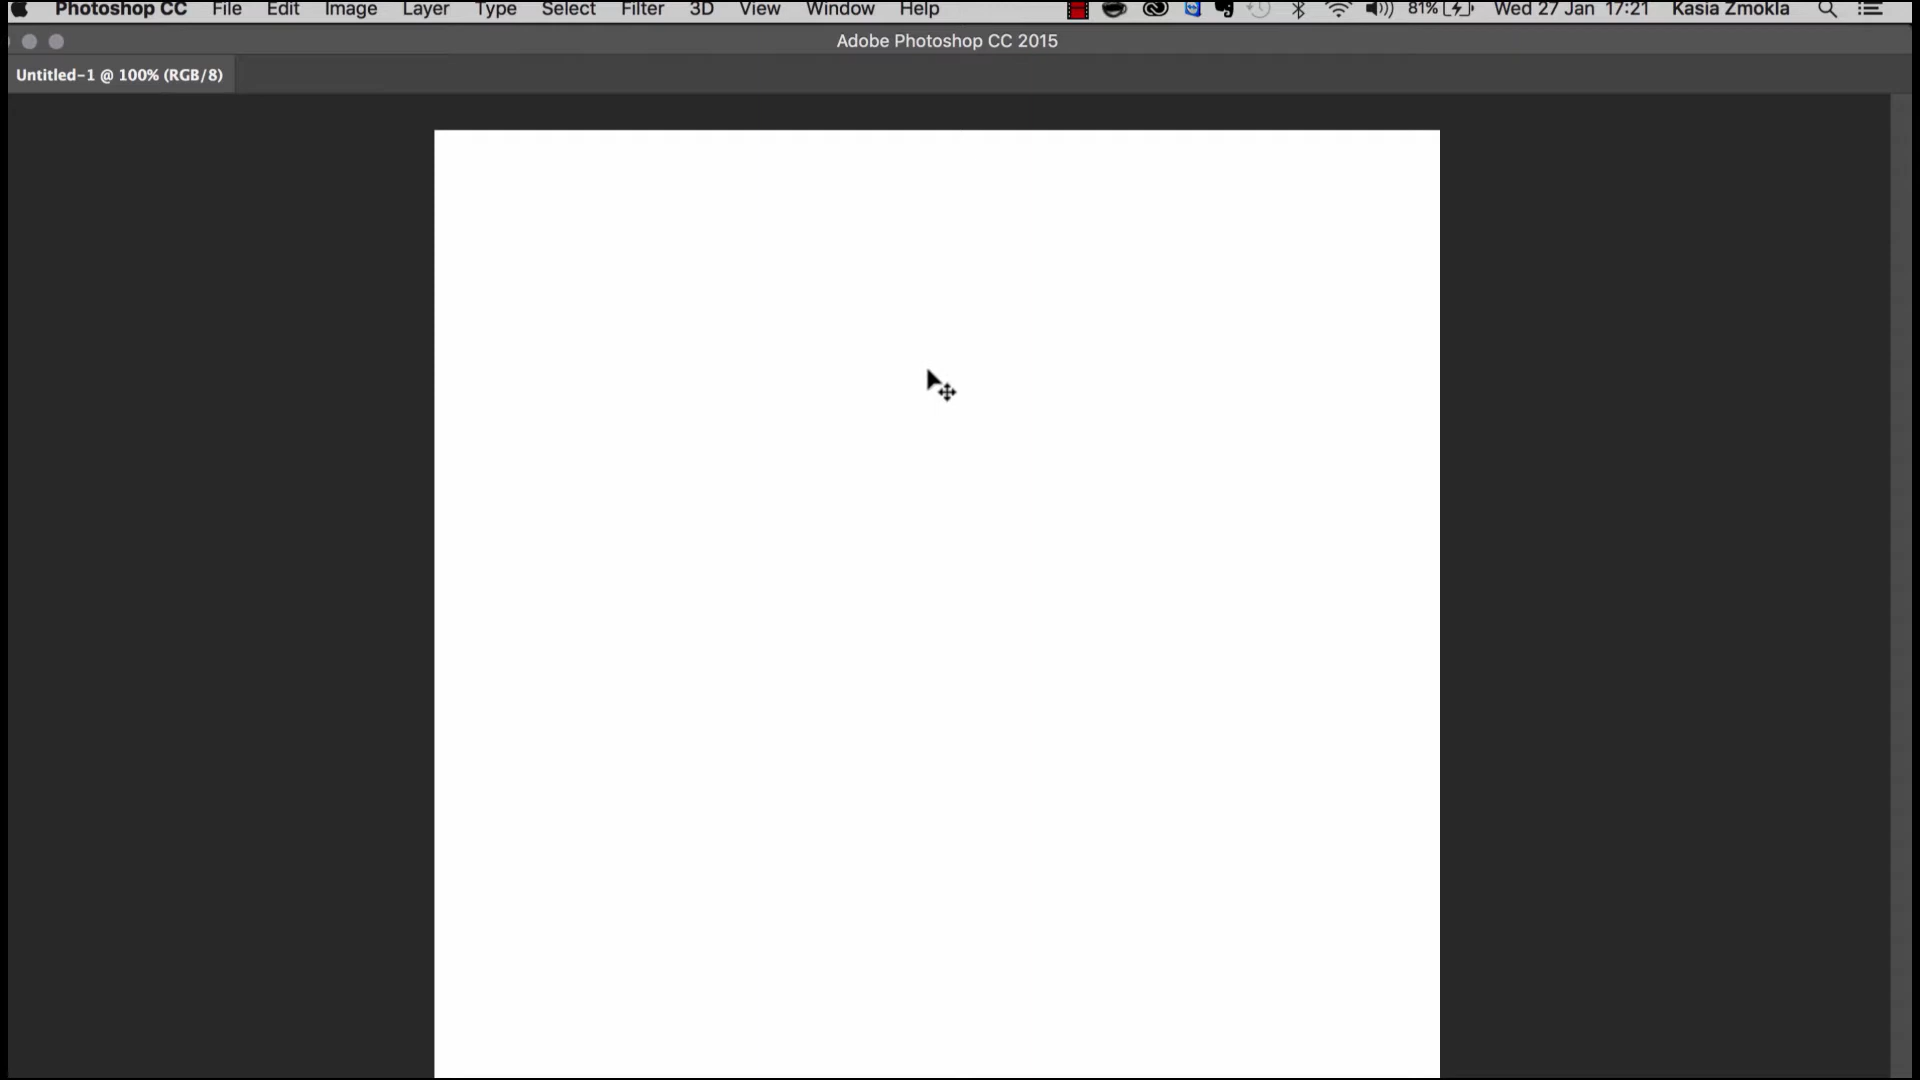 Photoshop CC File Edit Image Layer Type Select Filter 3D View Window Help 81% Wed 27 Jan 17:21 Kasia Zmokla
Adobe Photoshop CC 2015
Untitled-1 @ 100% (RGB/8)